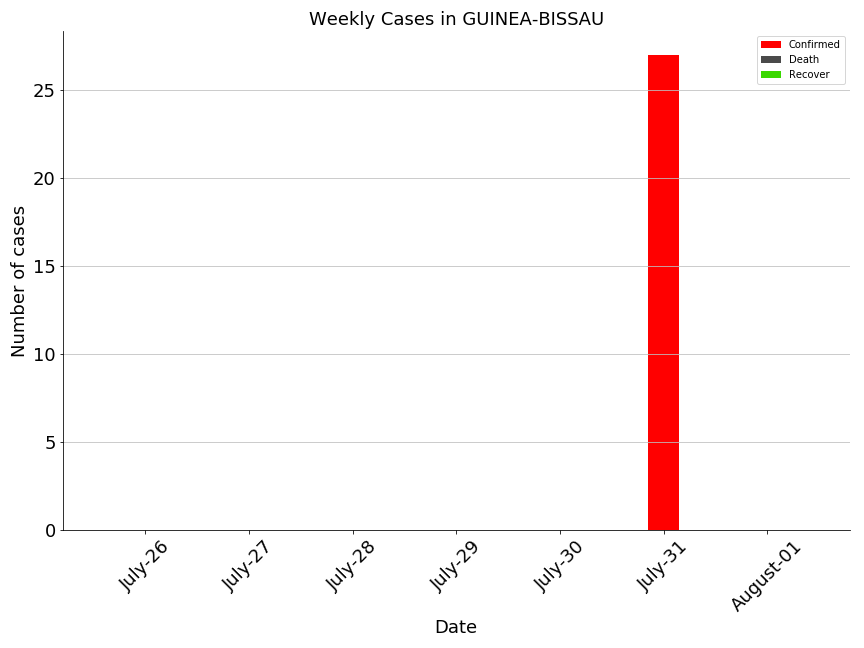 Weekly Cases in GUINEA-BISSAU
Confirmed
Death
Recover
Number of cases
25
20
15
10
5
0
July-26
July-27
July-28
July-29
July-30
July-31
August-01
Date